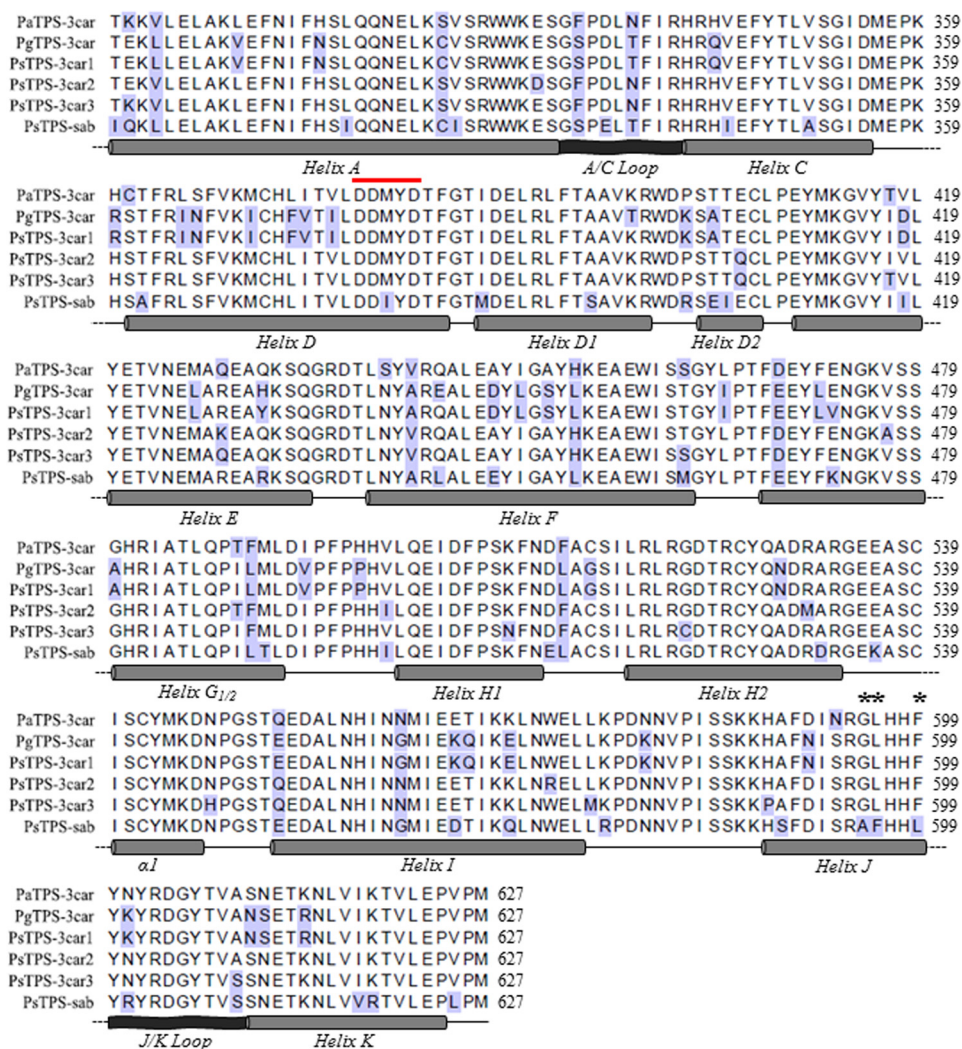 PaTPS-3car TKKVLELAKLEFNIFHSLQQNELKSVSRWWKESGFPDLNFIRHRHVEFYTLVSGIDMEPK 359
PgTPS-3car TEKLLELAKVEFNIFNSLQQNELKCVSRWWKESGSPDLTFIRHRQVEFYTLVSGIDMEPK 359
PsTPS-3car1 TEKLLELAKLEFNIFHSLQQNELKCVSRWWKESGSPDLTFIRHRQVEFYTLVSGIDMEPK 359
PsTPS-3car2 TEKVLELAKLEFNIFHSLQQNELKSVSRWWKDSGFPDLNFIRHRHVEFYTLVSGIDMEPK 359
PsTPS-3car3 TKKVLELAKLEFNIFHSLQQNELKSVSRWWKESGFPDLNFIRHRHVEFYTLVSGIDMEPK 359
PsTPS-sab IQKLLELAKLEFNIFHSIQQNELKCISRWWKESGSPELTFIRHRHIEFYTLASGIDMEPK 359
Helix A A/C Loop Helix C
PaTPS-3car HCTFRLSFVKMCHLITVLDDMYDTFGTIDELRLFTAAVKRWDPSTTECLPEYMKGVYTVL 419
PgTPS-3car RSTFRINFVKICHFVTILDDMYDTFGTIDELRLFTAAVTRWDKSATECLPEYMKGVYIDL 419
PsTPS-3car1 RSTFRINFVKICHFVTILDDMYDTFGTIDELRLFTAAVKRWDKSATECLPEYMKGVYIDL 419
PsTPS-3car2 HSTFRLSFVKMCHLITVLDDMYDTFGTIDELRLFTAAVKRWDPSTTQCLPEYMKGVYIVL 419
PsTPS-3car3 HSTFRLSFVKMCHLITVLDDMYDTFGTIDELRLFTAAVKRWDPSTTQCLPEYMKGVYTVL 419
PsTPS-sab HSAFRLSFVKMCHLITVLDDIYDTFGTMDELRLFTSAVKRWDRSEIECLPEYMKGVYIIL 419
Helix D Helix D1 Helix D2
PaTPS-3car YETVNEMAQEAQKSQGRDTLSYVRQALEAYIGAYHKEAEWISSGYLPTFDEYFENGKVSS 479
PgTPS-3car YETVNELAREAHKSQGRDTLNYAREALEDYLGSYLKEAEWISTGYIPTFEEYLENGKVSS 479
PsTPS-3car1 YETVNELAREAYKSQGRDTLNYARQALEDYLGSYLKEAEWISTGYIPTFEEYLVNGKVSS 479
PsTPS-3car2 YETVNEMAKEAQKSQGRDTLNYVRQALEAYIGAYHKEAEWISTGYLPTFDEYFENGKASS 479
PsTPS-3car3 YETVNEMAQEAQKSQGRDTLNYVRQALEAYIGAYHKEAEWISSGYLPTFDEYFENGKVSS 479
PsTPS-sab YETVNEMAREARKSQGRDTLNYARLALEEYIGAYLKEAEWISMGYLPTFEEYFKNGKVSS 479
Helix E Helix F
PaTPS-3car GHRIATLQPTFMLDIPFPHHVLQEIDFPSKFNDFACSILRLRGDTRCYQADRARGEEASC 539
PgTPS-3car AHRIATLQPILMLDVPFPPHVLQEIDFPSKFNDLAGSILRLRGDTRCYQNDRARGEEASC 539
PsTPS-3car1 AHRIATLQPILMLDVPFPPHVLQEIDFPSKFNDLAGSILRLRGDTRCYQNDRARGEEASC 539
PsTPS-3car2 GHRIATLQPTFMLDIPFPHHILQEIDFPSKFNDFACSILRLRGDTRCYQADMARGEEASC 539
PsTPS-3car3 GHRIATLQPIFMLDIPFPHHVLQEIDFPSNFNDFACSILRLRCDTRCYQADRARGEEASC 539
PsTPS-sab GHRIATLQPILTLDIPFPHHILQEIDFPSKFNELACSILRLRGDTRCYQADRDRGEKASC 539
Helix G1/2 Helix H1 Helix H2 ** *
PaTPS-3car ISCYMKDNPGSTQEDALNHINNMIEETIKKLNWELLKPDNNVPISSKKHAFDINRGLHHF 599
PgTPS-3car ISCYMKDNPGSTEEDALNHINGMIEKQIKELNWELLKPDKNVPISSKKHAFNISRGLHHF 599
PsTPS-3car1 ISCYMKDNPGSTEEDALNHINGMIEKQIKELNWELLKPDKNVPISSKKHAFNISRGLHHF 599
PsTPS-3car2 ISCYMKDNPGSTQEDALNHINNMIEETIKKLNRELLKPDNNVPISSKKHAFDISRGLHHF 599
PsTPS-3car3 ISCYMKDHPGSTEEDALNHINNMIEETIKKLNWELMKPDNNVPISSKKPAFDISRGLHHF 599
PsTPS-sab ISCYMKDNPGSTEEDALNHINGMIEDTIKQLNWELLRPDNNVPISSKKHSFDISRAFHHL 599
α1 Helix I Helix J
PaTPS-3car YNYRDGYTVASNETKNLVIKTVLEPVPM 627
PgTPS-3car YKYRDGYTVANSETRNLVIKTVLEPVPM 627
PsTPS-3car1 YKYRDGYTVANSETRNLVIKTVLEPVPM 627
PsTPS-3car2 YNYRDGYTVASNETKNLVIKTVLEPVPM 627
PsTPS-3car3 YNYRDGYTVSSNETKNLVIKTVLEPVPM 627
PsTPS-sab YRYRDGYTVSSNETKNLVVRTVLEPLPM 627
J/K Loop Helix K